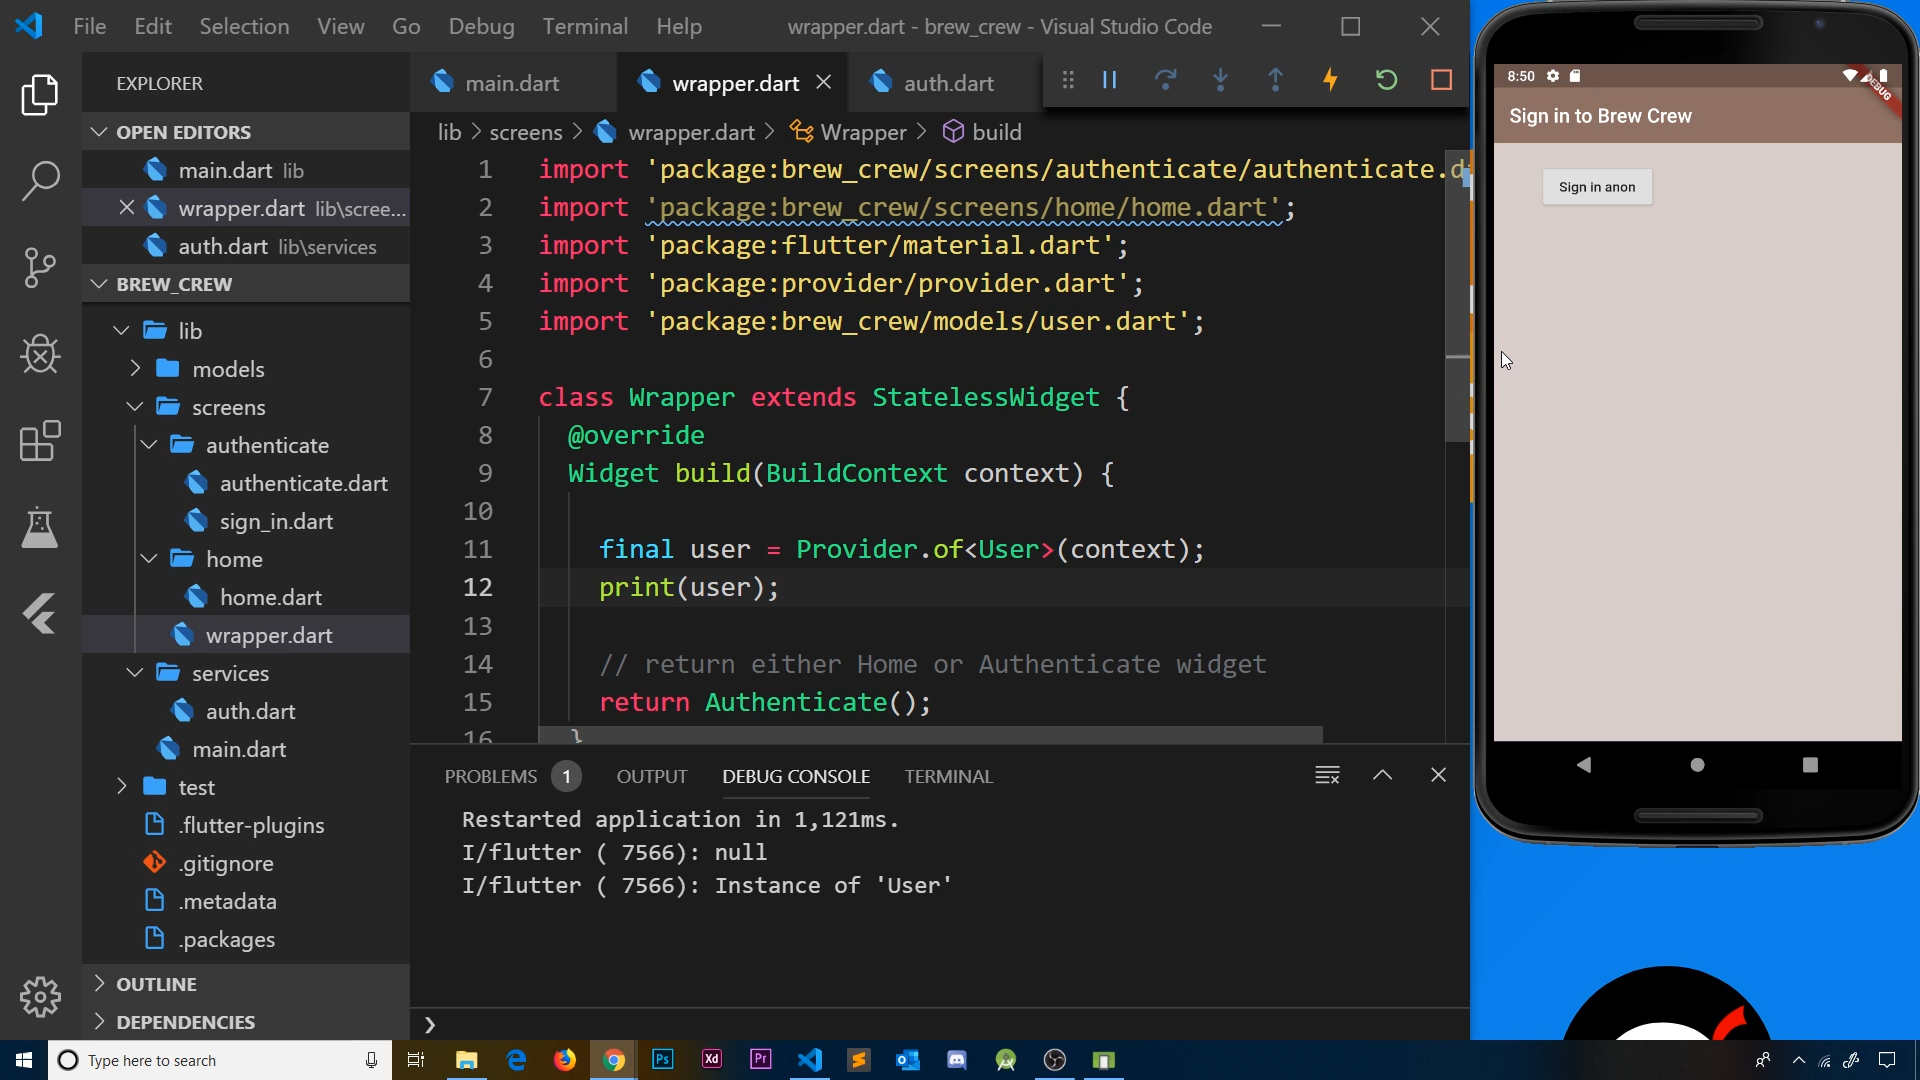 File Edit Selection View Go Debug Terminal Help
wrapper.dart - brew_crew - Visual Studio Code
EXPLORER
OPEN EDITORS
main.dart lib
wrapper.dart lib\scree...
auth.dart lib\services
BREW_CREW
lib
models
screens
authenticate
authenticate.dart
sign_in.dart
home
home.dart
wrapper.dart
services
auth.dart
main.dart
test
.flutter-plugins
.gitignore
.metadata
.packages
OUTLINE
DEPENDENCIES
main.dart wrapper.dart auth.dart
lib > screens > wrapper.dart > Wrapper > build
1 import 'package:brew_crew/screens/authenticate/authenticate.d
2 import 'package:brew_crew/screens/home/home.dart';
3 import 'package:flutter/material.dart';
4 import 'package:provider/provider.dart';
5 import 'package:brew_crew/models/user.dart';
6
7 class Wrapper extends StatelessWidget {
8 @override
9 Widget build(BuildContext context) {
10
11 final user = Provider.of<User>(context);
12 print(user);
13
14 // return either Home or Authenticate widget
15 return Authenticate();
16 }
PROBLEMS 1 OUTPUT DEBUG CONSOLE TERMINAL
Restarted application in 1,121ms.
I/flutter ( 7566): null
I/flutter ( 7566): Instance of 'User'
8:50
DEBUG
Sign in to Brew Crew
Sign in anon
Type here to search
Ps
Xd
Pr